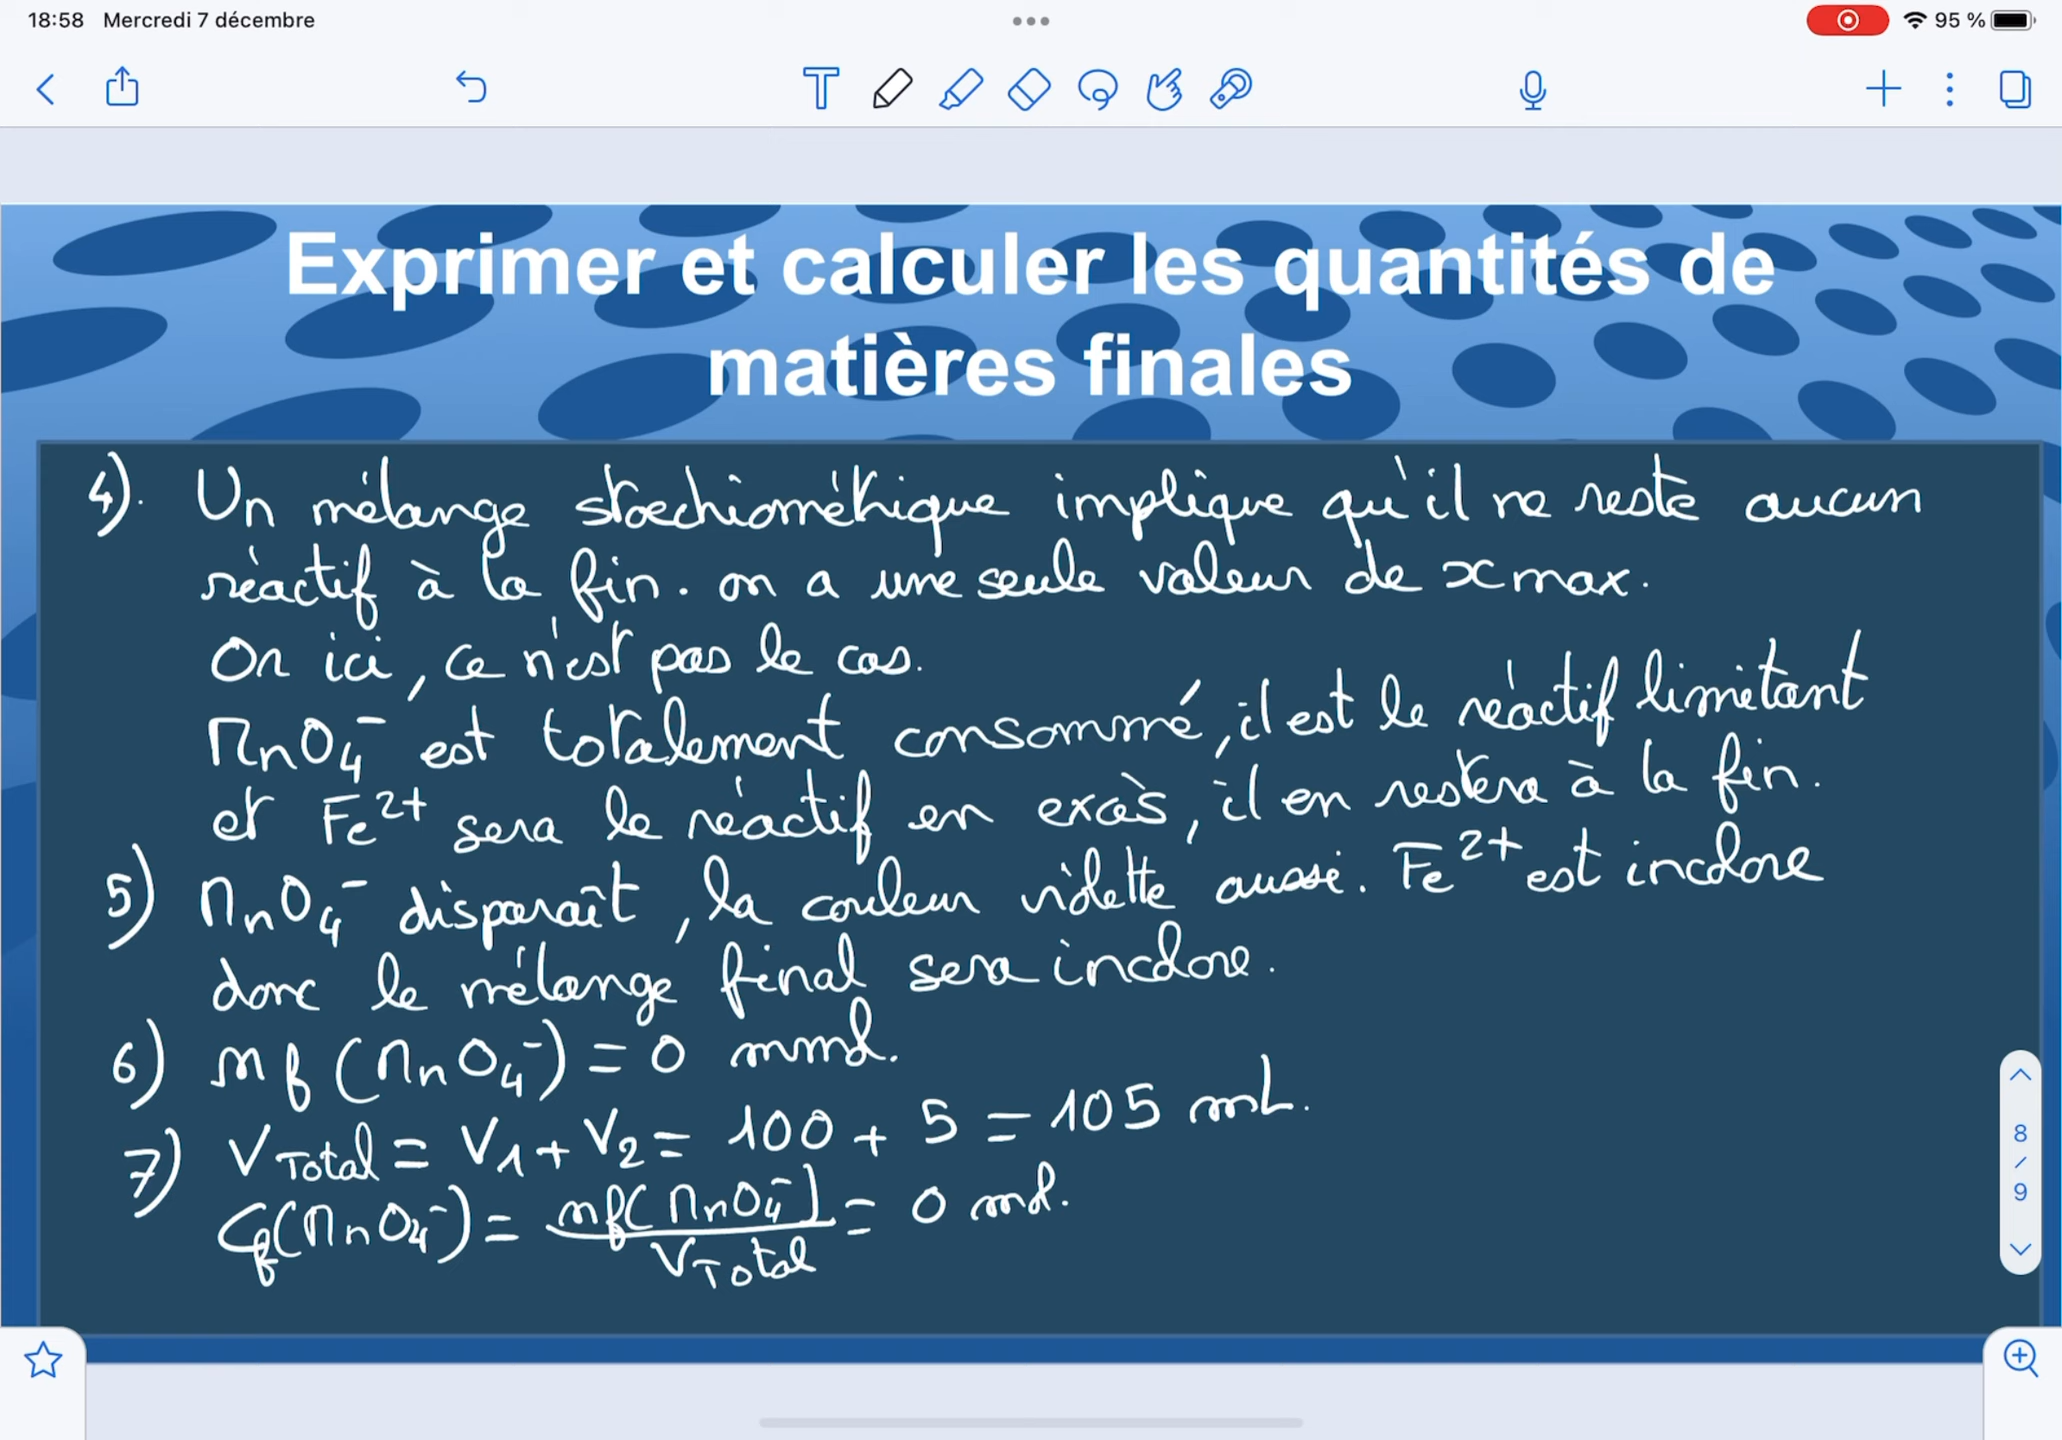 18:58 Mercredi 7 décembre
95 %
Exprimer et calculer les quantités de
matières finales
4). Un mélange stoechiométrique implique qu'il ne reste aucun
réactif à la fin. on a une seule valeur de xmax.
Or ici, ce n'est pas le cas.
MnO₄⁻ est totalement consommé, il est le réactif limitant
et Fe²⁺ sera le réactif en excès, il en restera à la fin.
5) MnO₄⁻ disparaît, la couleur violette aussi. Fe²⁺ est incolore
donc le mélange final sera incolore.
6) nf (MnO₄⁻) = 0 mmol.
7) VTotal = V₁ + V₂ = 100 + 5 = 105 mL.
Cf(MnO₄⁻) = nf(MnO₄⁻) / VTotal = 0 mol.
8
/
9